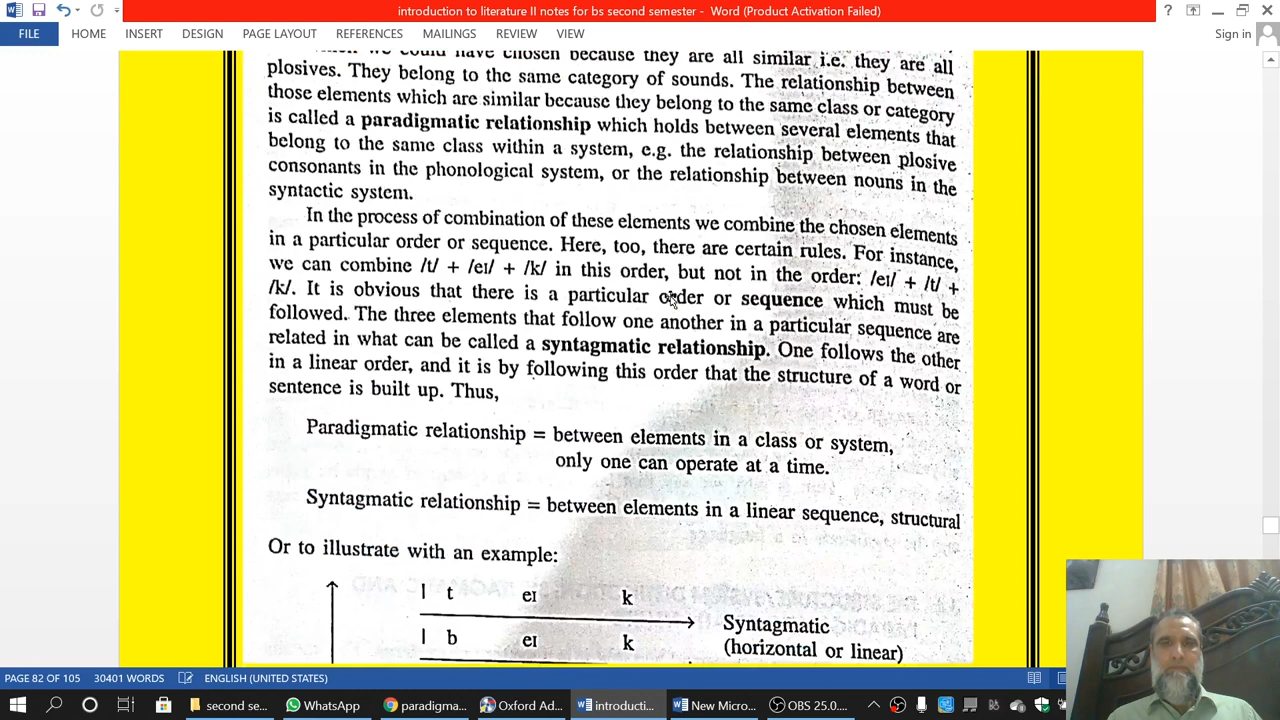 introduction to literature II notes for bs second semester - Word (Product Activation Failed)
FILE HOME INSERT DESIGN PAGE LAYOUT REFERENCES MAILINGS REVIEW VIEW Sign in
we could have chosen because they are all similar i.e. they are all
plosives. They belong to the same category of sounds. The relationship between
those elements which are similar because they belong to the same class or category
is called a paradigmatic relationship which holds between several elements that
belong to the same class within a system, e.g. the relationship between plosive
consonants in the phonological system, or the relationship between nouns in the
syntactic system.
In the process of combination of these elements we combine the chosen elements
in a particular order or sequence. Here, too, there are certain rules. For instance,
we can combine /t/ + /eɪ/ + /k/ in this order, but not in the order: /eɪ/ + /t/ +
/k/. It is obvious that there is a particular order or sequence which must be
followed. The three elements that follow one another in a particular sequence are
related in what can be called a syntagmatic relationship. One follows the other
in a linear order, and it is by following this order that the structure of a word or
sentence is built up. Thus,
Paradigmatic relationship = between elements in a class or system,
only one can operate at a time.
Syntagmatic relationship = between elements in a linear sequence, structural
Or to illustrate with an example:
| t eɪ k
Syntagmatic
| b eɪ k
(horizontal or linear)
PAGE 82 OF 105 30401 WORDS ENGLISH (UNITED STATES)
second se... WhatsApp paradigma... Oxford Ad... introducti... New Micro... OBS 25.0....